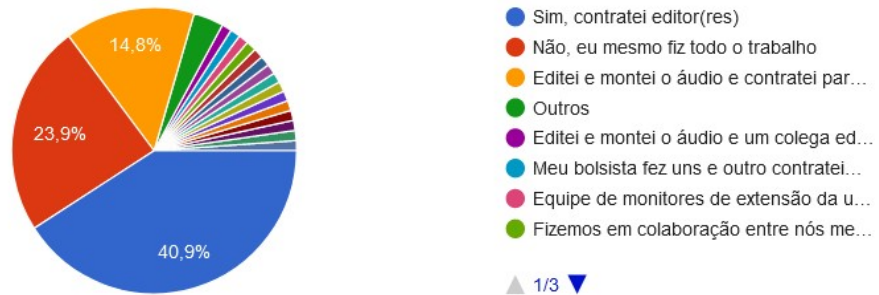 14,8%
23,9%
40,9%
Sim, contratei editor(res)
Não, eu mesmo fiz todo o trabalho
Editei e montei o áudio e contratei par...
Outros
Editei e montei o áudio e um colega ed...
Meu bolsista fez uns e outro contratei...
Equipe de monitores de extensão da u...
Fizemos em colaboração entre nós me...
1/3